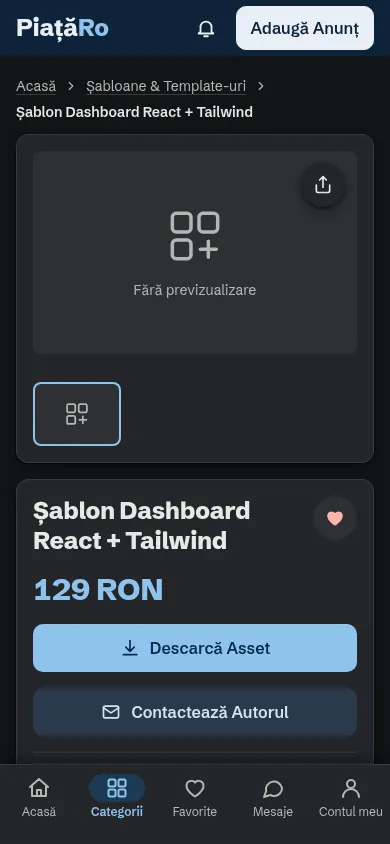 PiațăRo
Adaugă Anunț
Acasă
Șabloane & Template-uri
Șablon Dashboard React + Tailwind
Fără previzualizare
Șablon Dashboard
React + Tailwind
129 RON
Descarcă Asset
Contactează Autorul
Acasă
Categorii
Favorite
Mesaje
Contul meu